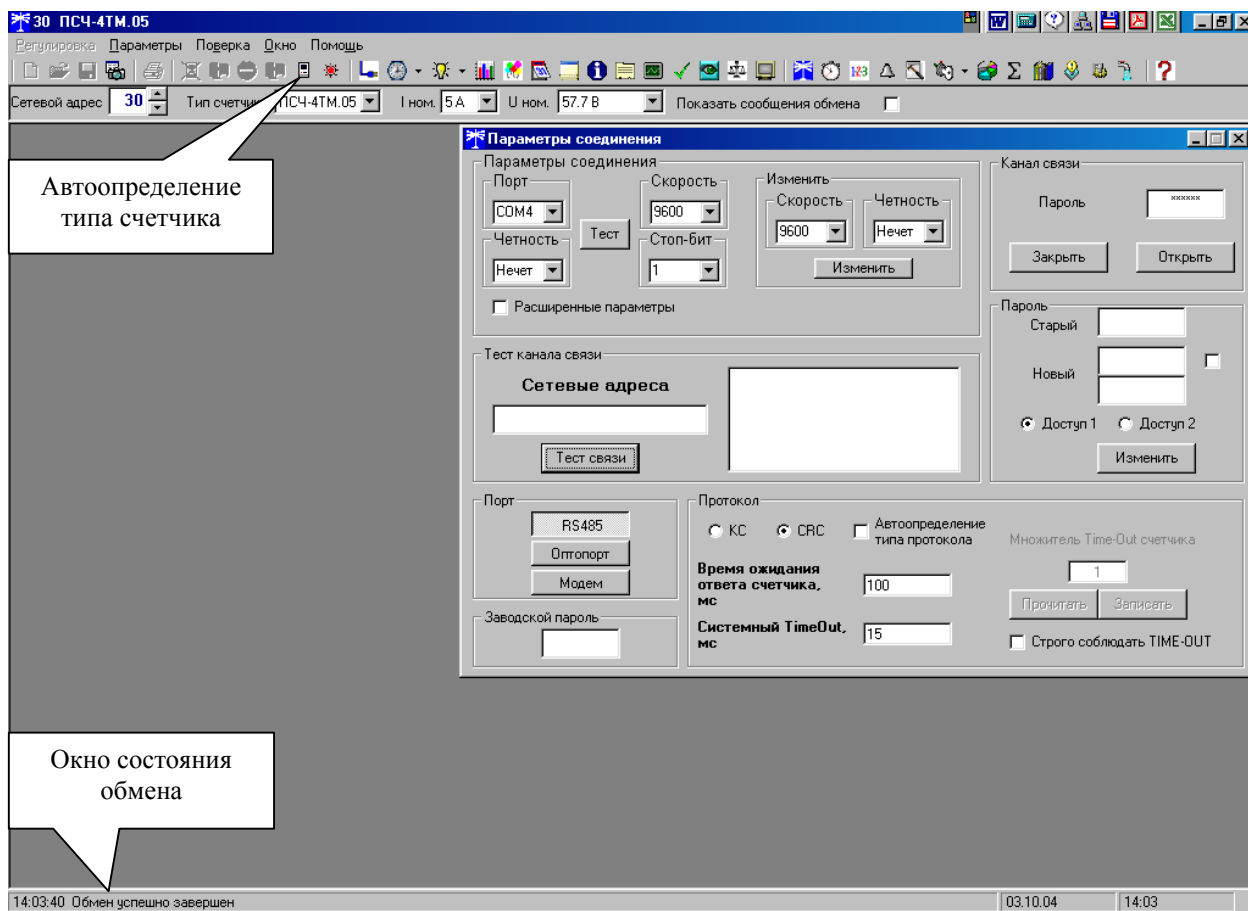 30 ПСЧ-4ТМ.05
Регулировка Параметры Поверка Окно Помощь
Сетевой адрес 30 Тип счетчик ПСЧ-4ТМ.05 I ном. 5 А U ном. 57.7 В Показать сообщения обмена
Автоопределение
типа счетчика
Параметры соединения
Параметры соединения
Порт
COM4
Скорость
9600
Тест
Четность
Нечет
Стоп-бит
1
Изменить
Скорость
9600
Четность
Нечет
Изменить
Расширенные параметры
Канал связи
Пароль ******
Закрыть Открыть
Тест канала связи
Сетевые адреса
Тест связи
Пароль
Старый
Новый
Доступ 1 Доступ 2
Изменить
Порт
RS485
Оптопорт
Модем
Заводской пароль
Протокол
КС CRC
Автоопределение
типа протокола
Время ожидания
ответа счетчика,
мс
100
Системный TimeOut,
мс
15
Множитель Time-Out счетчика
1
Прочитать Записать
Строго соблюдать TIME-OUT
Окно состояния
обмена
14:03:40 Обмен успешно завершен 03.10.04 14:03